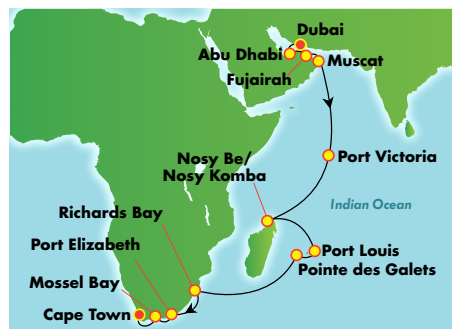 Dubai
Abu Dhabi
Muscat
Fujairah
Nosy Be/
Nosy Komba
Port Victoria
Richards Bay
Indian Ocean
Port Elizabeth
Port Louis
Pointe des Galets
Mossel Bay
Cape Town